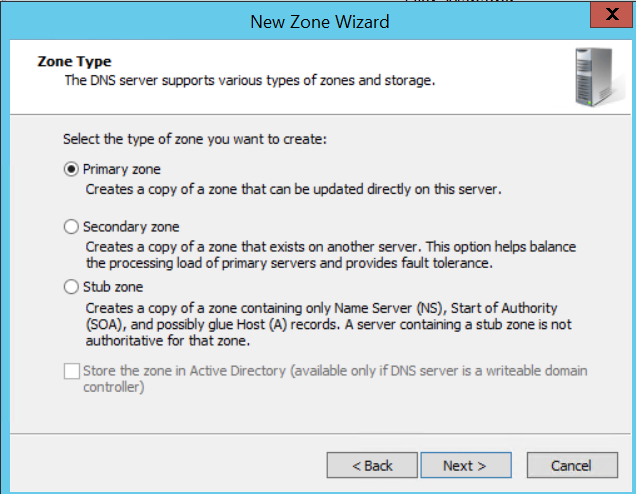 New Zone Wizard
X
Zone Type
The DNS server supports various types of zones and storage.
Select the type of zone you want to create:
Primary zone
Creates a copy of a zone that can be updated directly on this server.
Secondary zone
Creates a copy of a zone that exists on another server. This option helps balance
the processing load of primary servers and provides fault tolerance.
Stub zone
Creates a copy of a zone containing only Name Server (NS), Start of Authority
(SOA), and possibly glue Host (A) records. A server containing a stub zone is not
authoritative for that zone.
Store the zone in Active Directory (available only if DNS server is a writeable domain
controller)
< Back
Next >
Cancel